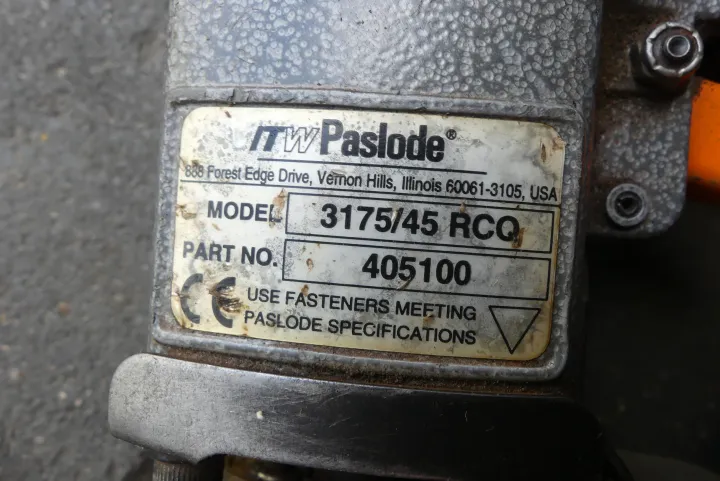 ITW Paslode®
888 Forest Edge Drive, Vernon Hills, Illinois 60061-3105, USA
MODEL 3175/45 RCQ
PART NO. 405100
CE USE FASTENERS MEETING
PASLODE SPECIFICATIONS